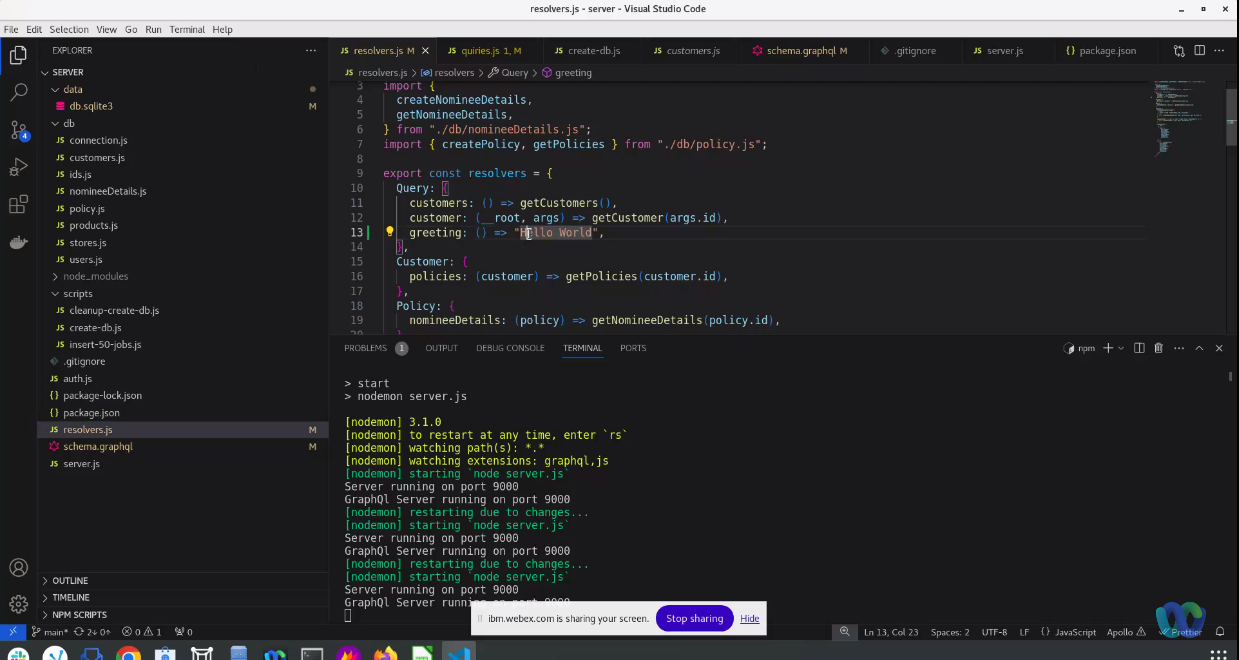 resolvers.js - server - Visual Studio Code
File Edit Selection View Go Run Terminal Help
EXPLORER
resolvers.js M
quiries.js 1, M
create-db.js
customers.js
schema.graphql M
.gitignore
server.js
package.json
SERVER
resolvers.js > resolvers > Query > greeting
data
db.sqlite3 M
db
connection.js
customers.js
ids.js
nomineeDetails.js
policy.js
products.js
stores.js
users.js
node_modules
scripts
cleanup-create-db.js
create-db.js
insert-50-jobs.js
.gitignore
auth.js
package-lock.json
package.json
resolvers.js M
schema.graphql M
server.js
OUTLINE
TIMELINE
NPM SCRIPTS
3 import {
4 createNomineeDetails,
5 getNomineeDetails,
6 } from "./db/nomineeDetails.js";
7 import { createPolicy, getPolicies } from "./db/policy.js";
8
9 export const resolvers = {
10 Query: {
11 customers: () => getCustomers(),
12 customer: (__root, args) => getCustomer(args.id),
13 greeting: () => "Hello World",
14 },
15 Customer: {
16 policies: (customer) => getPolicies(customer.id),
17 },
18 Policy: {
19 nomineeDetails: (policy) => getNomineeDetails(policy.id),
20 }
PROBLEMS 1 OUTPUT DEBUG CONSOLE TERMINAL PORTS
npm
> start
> nodemon server.js
[nodemon] 3.1.0
[nodemon] to restart at any time, enter `rs`
[nodemon] watching path(s): *.*
[nodemon] watching extensions: graphql,js
[nodemon] starting `node server.js`
Server running on port 9000
GraphQl Server running on port 9000
[nodemon] restarting due to changes...
[nodemon] starting `node server.js`
Server running on port 9000
GraphQl Server running on port 9000
[nodemon] restarting due to changes...
[nodemon] starting `node server.js`
Server running on port 9000
GraphQl Server running on port 9000
ibm.webex.com is sharing your screen. Stop sharing Hide
4
main* 2↓ 0↑ 0 1 0
Ln 13, Col 23 Spaces: 2 UTF-8 LF {} JavaScript Apollo Prettier